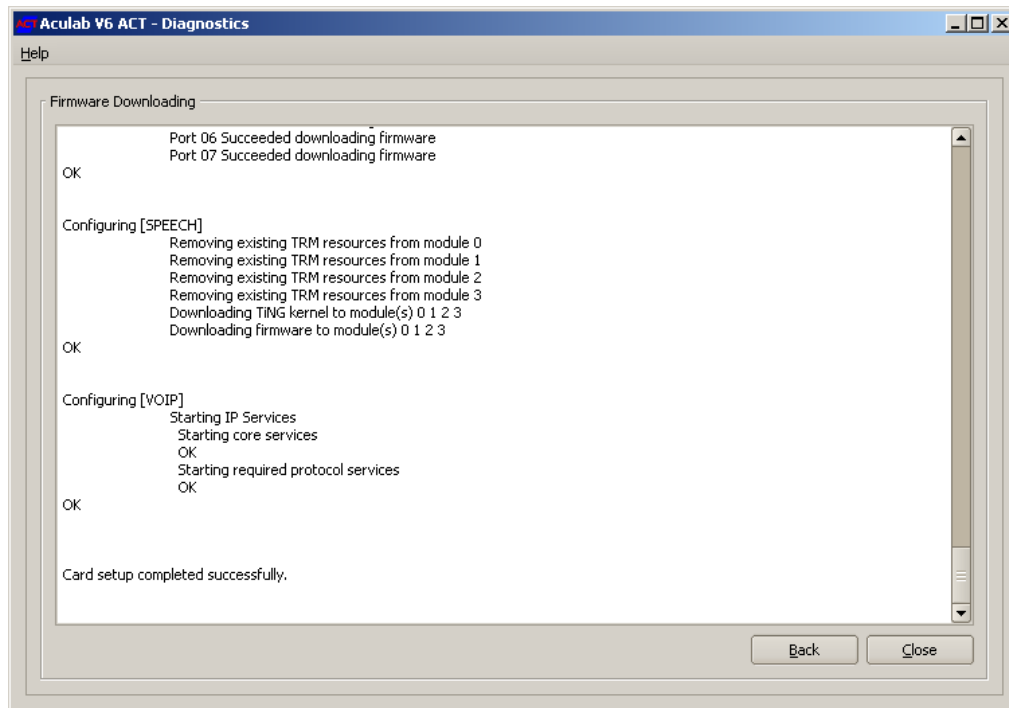 ACT Aculab V6 ACT - Diagnostics
Help
Firmware Downloading
Port 06 Succeeded downloading firmware
Port 07 Succeeded downloading firmware
OK
Configuring [SPEECH]
Removing existing TRM resources from module 0
Removing existing TRM resources from module 1
Removing existing TRM resources from module 2
Removing existing TRM resources from module 3
Downloading TiNG kernel to module(s) 0 1 2 3
Downloading firmware to module(s) 0 1 2 3
OK
Configuring [VOIP]
Starting IP Services
Starting core services
OK
Starting required protocol services
OK
OK
Card setup completed successfully.
Back Close